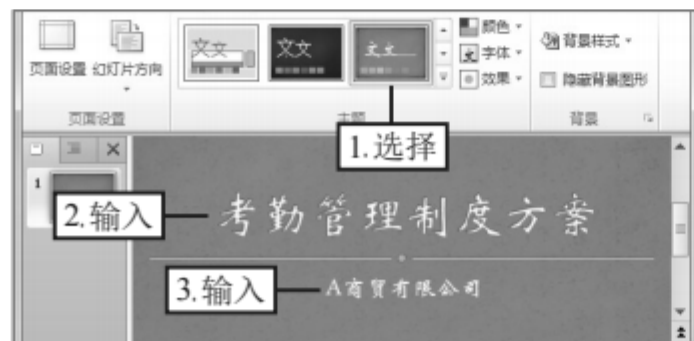 文文 文文 文文
颜色
字体
效果
背景样式
隐藏背景图形
页面设置 幻灯片方向
页面设置 主题 背景
1.选择
1
2.输入 考勤管理制度方案
3.输入 A商贸有限公司